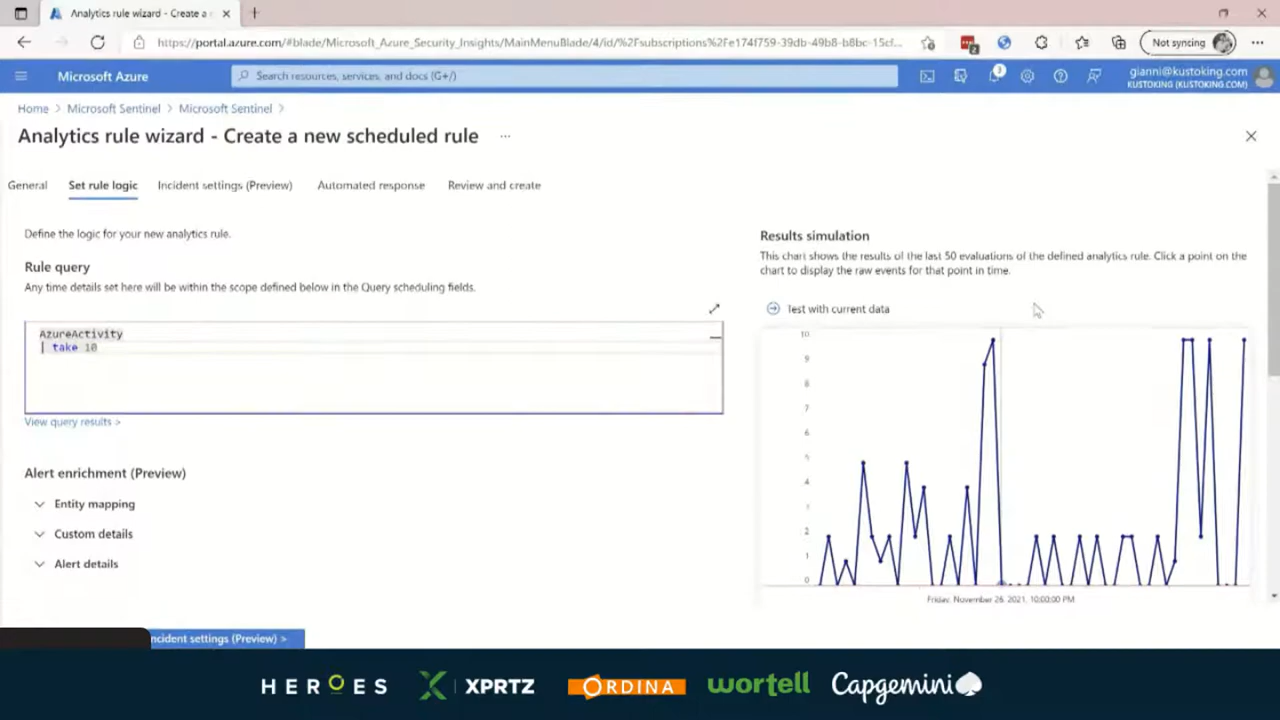 Analytics rule wizard - Create a
https://portal.azure.com/#blade/Microsoft_Azure_Security_Insights/MainMenuBlade/4/id/%2Fsubscriptions%2Fe174f759-39db-49b8-b8bc-15cf...
2
Not syncing
Microsoft Azure
Search resources, services, and docs (G+/)
gianni@kustoking.com
KUSTOKING (KUSTOKING.COM)
Home > Microsoft Sentinel > Microsoft Sentinel >
Analytics rule wizard - Create a new scheduled rule ...
General Set rule logic Incident settings (Preview) Automated response Review and create
Define the logic for your new analytics rule.
Rule query
Any time details set here will be within the scope defined below in the Query scheduling fields.
AzureActivity
| take 10
View query results >
Alert enrichment (Preview)
Entity mapping
Custom details
Alert details
Results simulation
This chart shows the results of the last 50 evaluations of the defined analytics rule. Click a point on the
chart to display the raw events for that point in time.
Test with current data
10
9
8
7
6
5
4
3
2
1
0
Friday, November 26, 2021, 10:00:00 PM
ncident settings (Preview) >
HEROES XPRTZ ORDINA wortell Capgemini